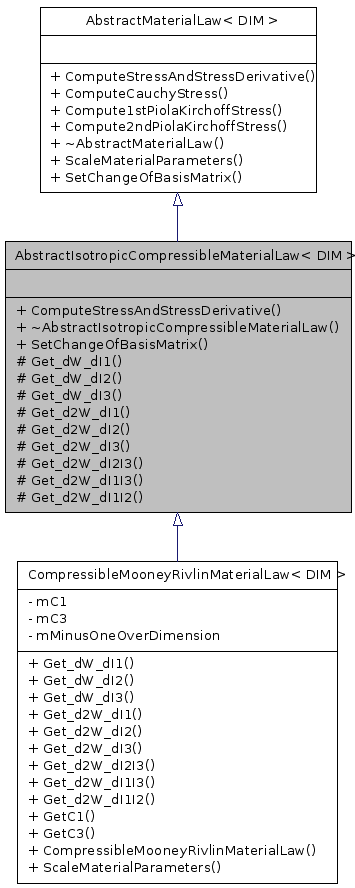 AbstractMaterialLaw< DIM >
+ ComputeStressAndStressDerivative()
+ ComputeCauchyStress()
+ Compute1stPiolaKirchoffStress()
+ Compute2ndPiolaKirchoffStress()
+ ~AbstractMaterialLaw()
+ ScaleMaterialParameters()
+ SetChangeOfBasisMatrix()
AbstractIsotropicCompressibleMaterialLaw< DIM >
+ ComputeStressAndStressDerivative()
+ ~AbstractIsotropicCompressibleMaterialLaw()
+ SetChangeOfBasisMatrix()
# Get_dW_dI1()
# Get_dW_dI2()
# Get_dW_dI3()
# Get_d2W_dI1()
# Get_d2W_dI2()
# Get_d2W_dI3()
# Get_d2W_dI2I3()
# Get_d2W_dI1I3()
# Get_d2W_dI1I2()
CompressibleMooneyRivlinMaterialLaw< DIM >
- mC1
- mC3
- mMinusOneOverDimension
+ Get_dW_dI1()
+ Get_dW_dI2()
+ Get_dW_dI3()
+ Get_d2W_dI1()
+ Get_d2W_dI2()
+ Get_d2W_dI3()
+ Get_d2W_dI2I3()
+ Get_d2W_dI1I3()
+ Get_d2W_dI1I2()
+ GetC1()
+ GetC3()
+ CompressibleMooneyRivlinMaterialLaw()
+ ScaleMaterialParameters()